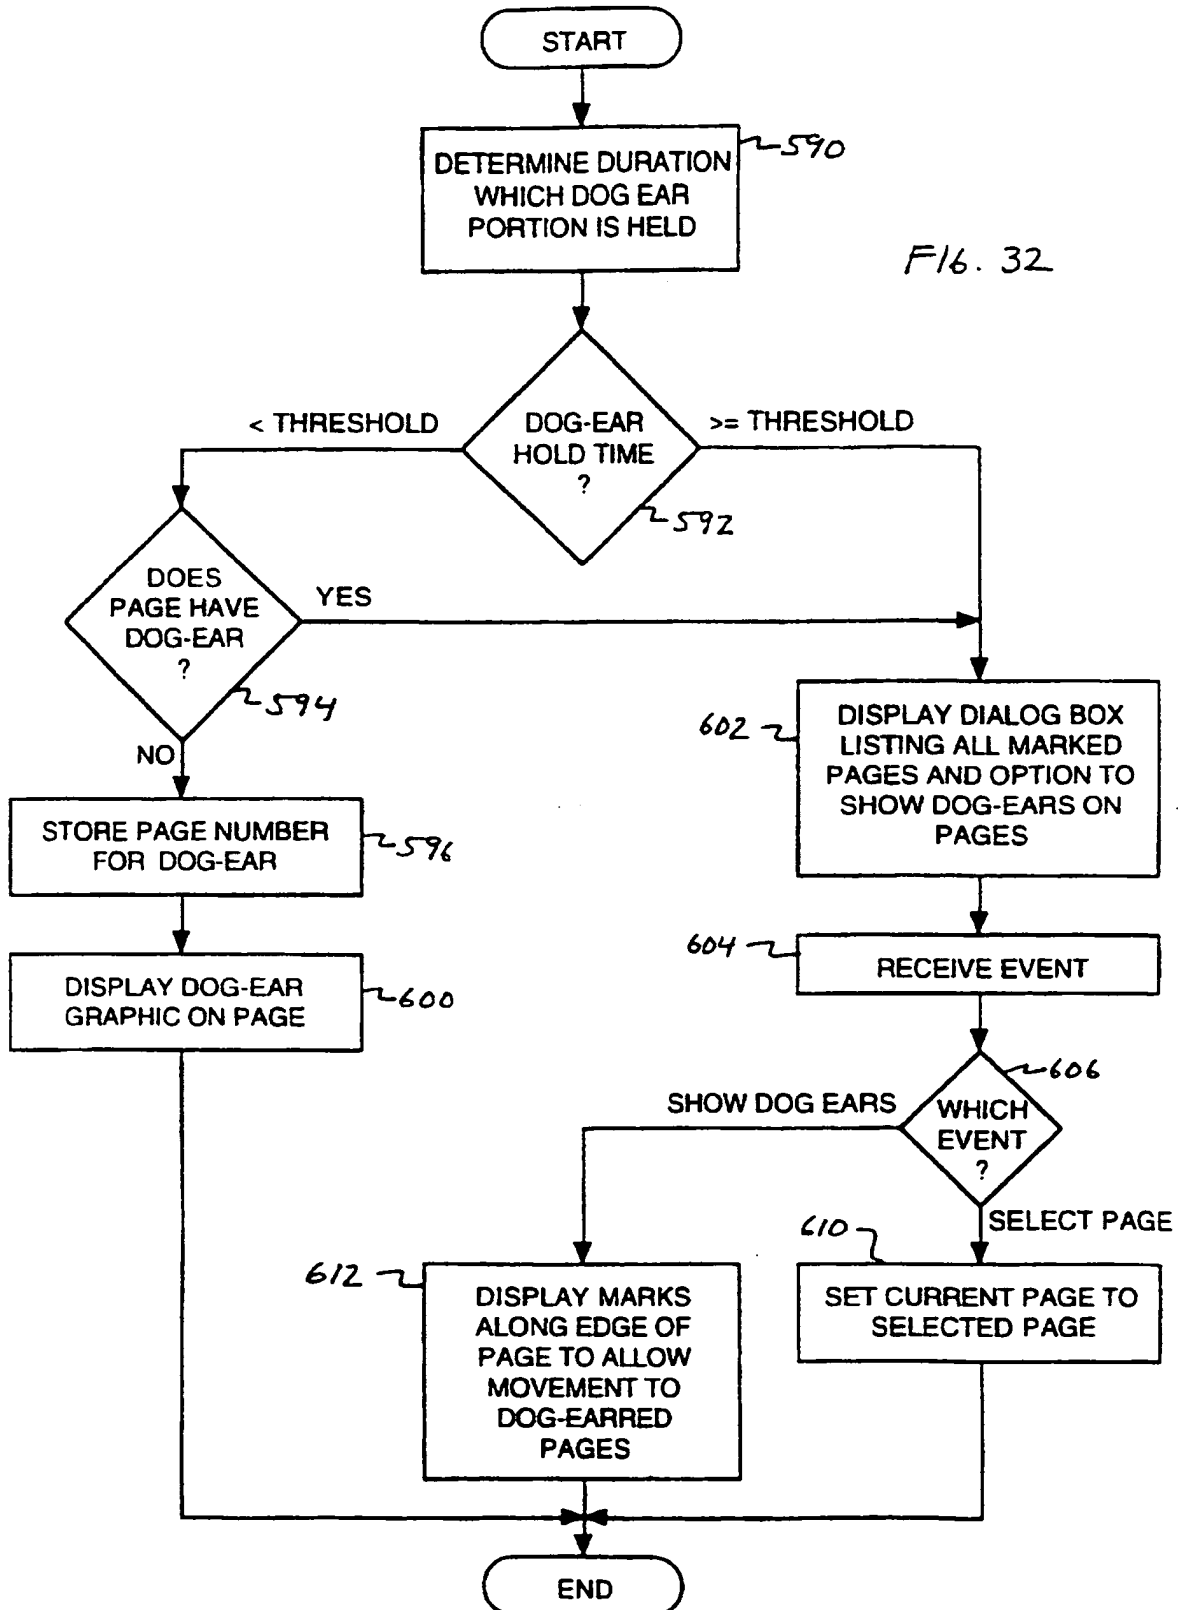 START
DETERMINE DURATION
WHICH DOG EAR
PORTION IS HELD
590
FIG. 32
< THRESHOLD
DOG-EAR
HOLD TIME
?
>= THRESHOLD
592
DOES
PAGE HAVE
DOG-EAR
?
YES
594
NO
602
DISPLAY DIALOG BOX
LISTING ALL MARKED
PAGES AND OPTION TO
SHOW DOG-EARS ON
PAGES
STORE PAGE NUMBER
FOR DOG-EAR
596
604
RECEIVE EVENT
DISPLAY DOG-EAR
GRAPHIC ON PAGE
600
606
SHOW DOG EARS
WHICH
EVENT
?
SELECT PAGE
610
612
DISPLAY MARKS
ALONG EDGE OF
PAGE TO ALLOW
MOVEMENT TO
DOG-EARRED
PAGES
SET CURRENT PAGE TO
SELECTED PAGE
END